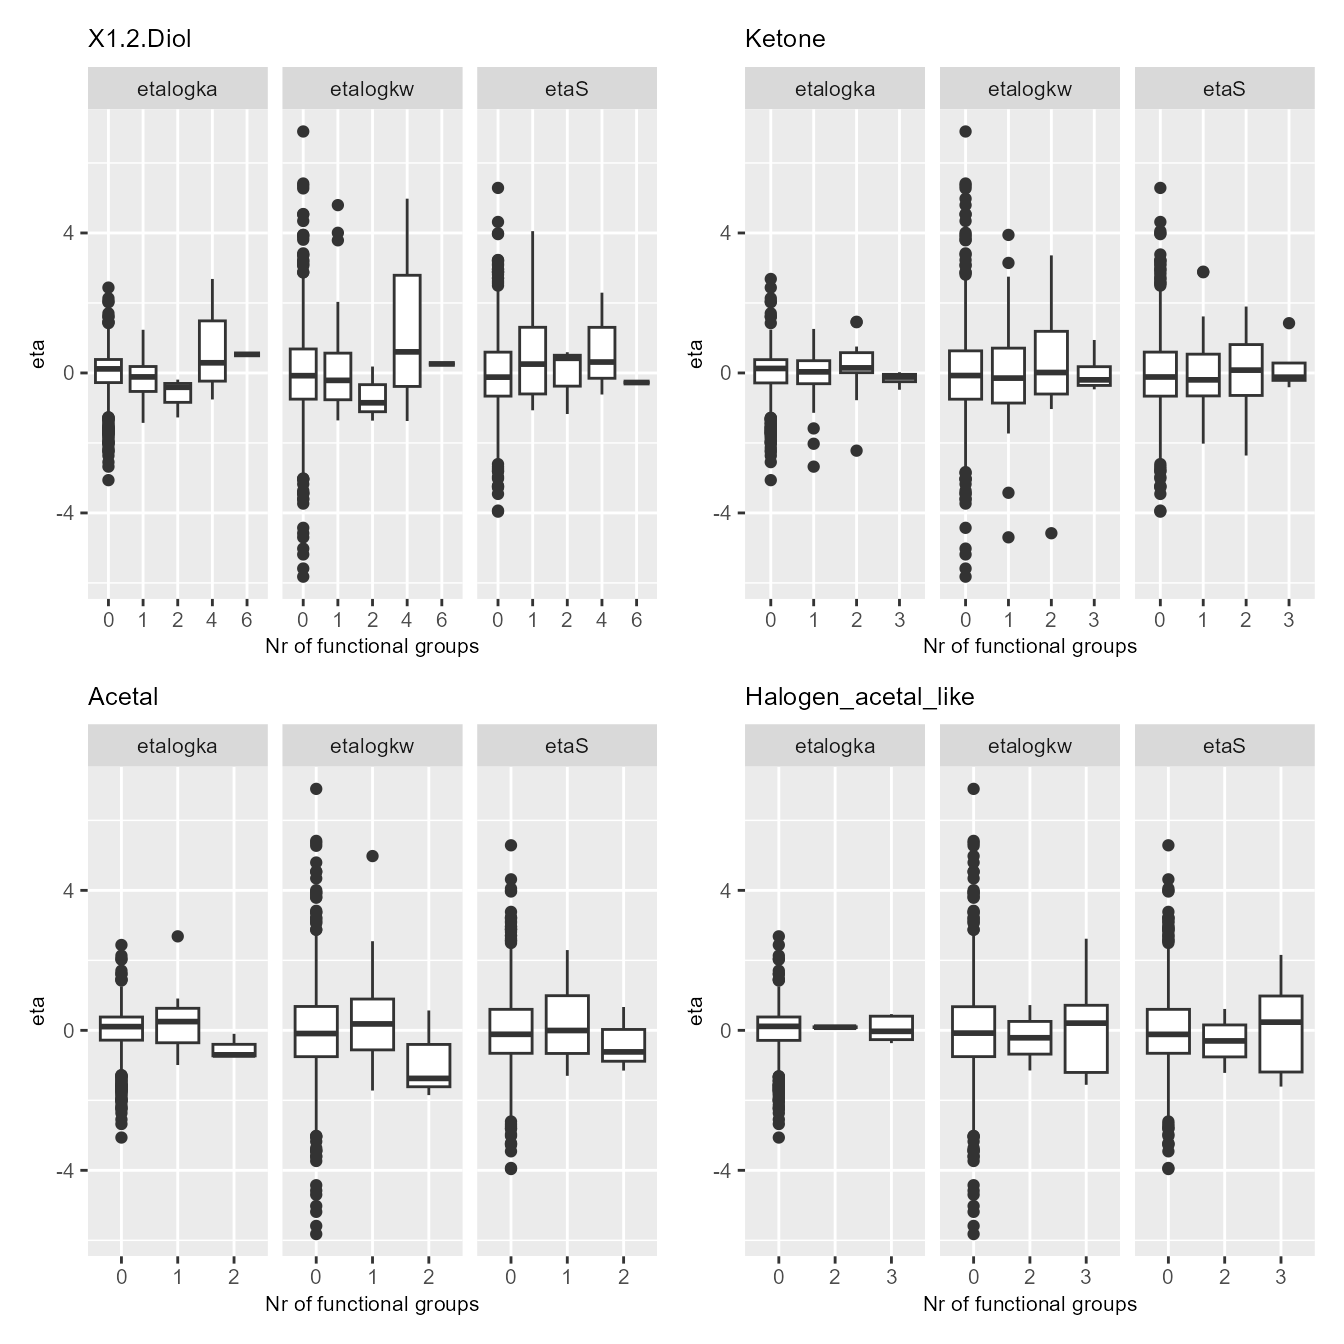 X1.2.Diol
etalogka etalogkw etaS
eta
4
0
-4
0 1 2 4 6 0 1 2 4 6 0 1 2 4 6
Nr of functional groups
Ketone
etalogka etalogkw etaS
eta
4
0
-4
0 1 2 3 0 1 2 3 0 1 2 3
Nr of functional groups
Acetal
etalogka etalogkw etaS
eta
4
0
-4
0 1 2 0 1 2 0 1 2
Nr of functional groups
Halogen_acetal_like
etalogka etalogkw etaS
eta
4
0
-4
0 2 3 0 2 3 0 2 3
Nr of functional groups